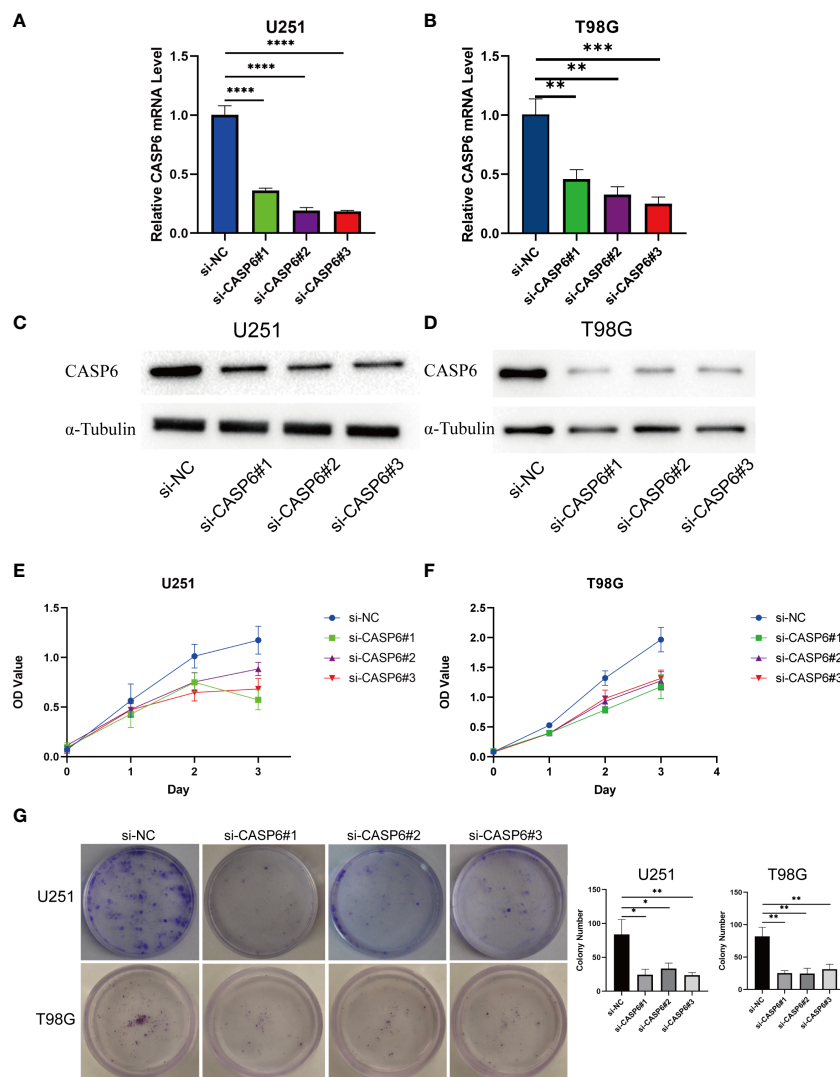 A
U251
Relative CASP6 mRNA Level
1.5
1.0
0.5
0.0
****
****
****
si-NC
si-CASP6#1
si-CASP6#2
si-CASP6#3
B
T98G
Relative CASP6 mRNA Level
1.5
1.0
0.5
0.0
***
**
**
si-NC
si-CASP6#1
si-CASP6#2
si-CASP6#3
C
U251
CASP6
α-Tubulin
si-NC
si-CASP6#1
si-CASP6#2
si-CASP6#3
D
T98G
CASP6
α-Tubulin
si-NC
si-CASP6#1
si-CASP6#2
si-CASP6#3
E
U251
OD Value
1.5
1.0
0.5
0.0
0 1 2 3
Day
si-NC
si-CASP6#1
si-CASP6#2
si-CASP6#3
F
T98G
OD Value
2.5
2.0
1.5
1.0
0.5
0.0
0 1 2 3 4
Day
si-NC
si-CASP6#1
si-CASP6#2
si-CASP6#3
G
si-NC si-CASP6#1 si-CASP6#2 si-CASP6#3
U251
T98G
U251
Colony Number
100
50
0
**
*
*
si-NC
si-CASP6#1
si-CASP6#2
si-CASP6#3
T98G
Colony Number
150
100
50
0
**
**
**
si-NC
si-CASP6#1
si-CASP6#2
si-CASP6#3